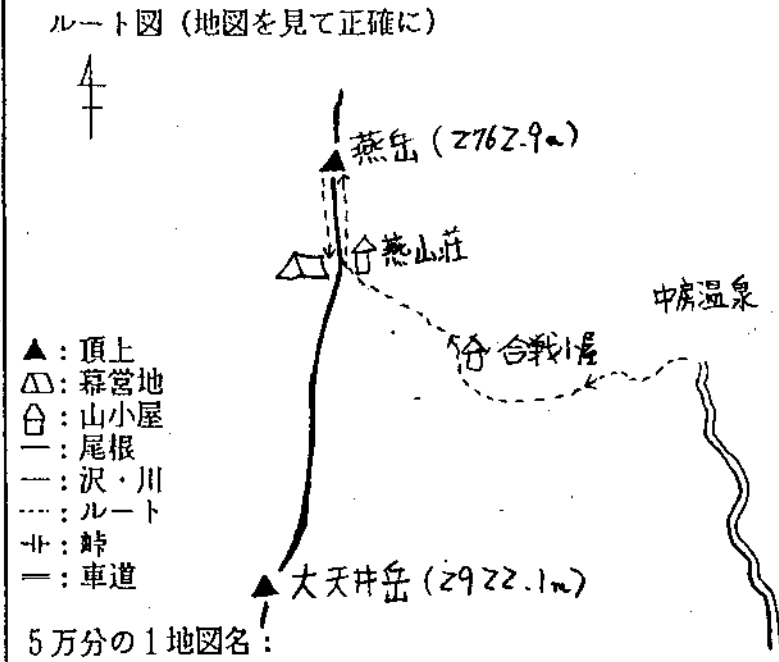 ルート図（地図を見て正確に）
燕岳（2762.9m）
燕山荘
中房温泉
合戦小屋
▲：頂上
：幕営地
：山小屋
―：尾根
―：沢・川
----：ルート
：峠
＝：車道
大天井岳（2922.1m）
5万分の1地図名：